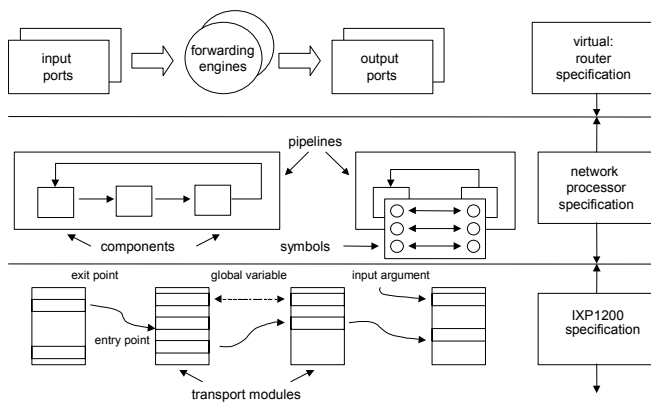 input
ports
forwarding
engines
output
ports
virtual:
router
specification
pipelines
components
symbols
network
processor
specification
exit point
global variable
input argument
entry point
transport modules
IXP1200
specification